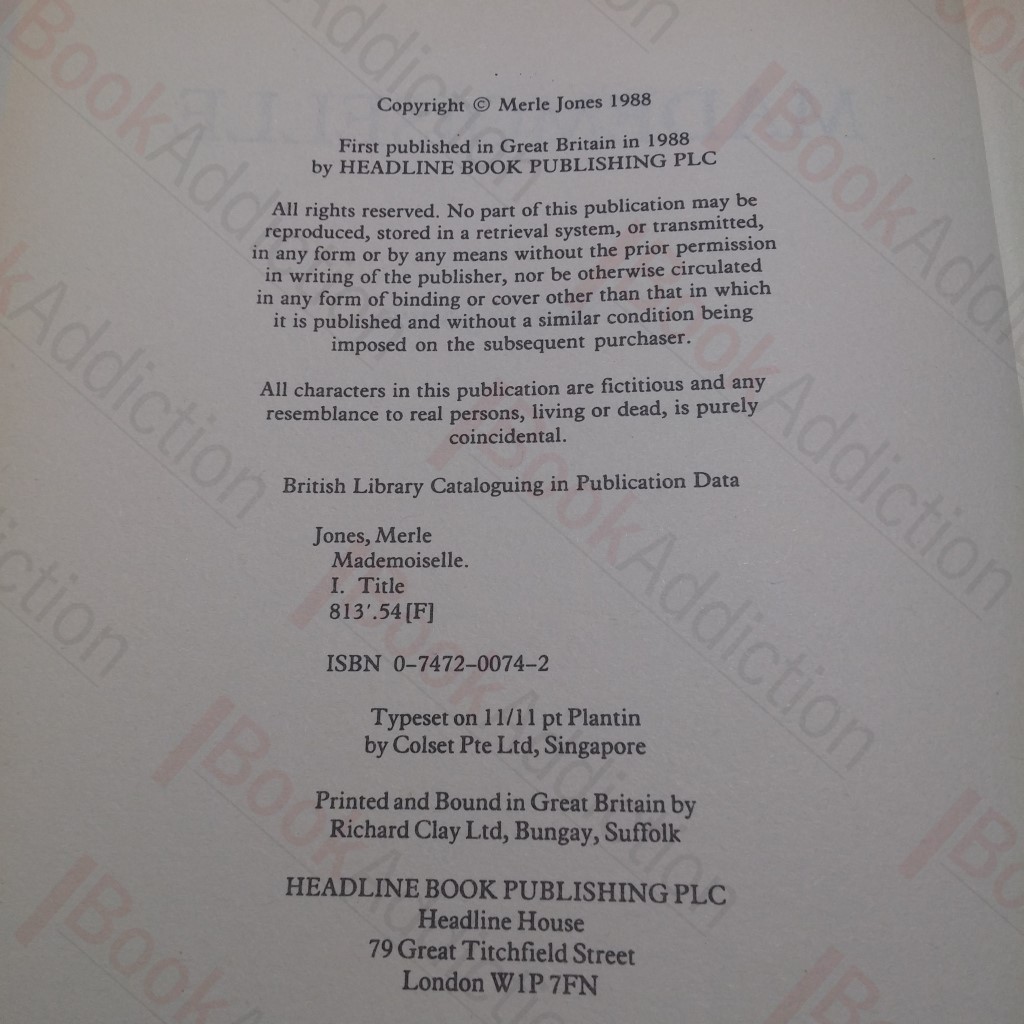 Copyright © Merle Jones 1988
First published in Great Britain in 1988
by HEADLINE BOOK PUBLISHING PLC
All rights reserved. No part of this publication may be
reproduced, stored in a retrieval system, or transmitted,
in any form or by any means without the prior permission
in writing of the publisher, nor be otherwise circulated
in any form of binding or cover other than that in which
it is published and without a similar condition being
imposed on the subsequent purchaser.
All characters in this publication are fictitious and any
resemblance to real persons, living or dead, is purely
coincidental.
British Library Cataloguing in Publication Data
Jones, Merle
Mademoiselle.
I. Title
813'.54[F]
ISBN 0–7472–0074–2
Typeset on 11/11 pt Plantin
by Colset Pte Ltd, Singapore
Printed and Bound in Great Britain by
Richard Clay Ltd, Bungay, Suffolk
HEADLINE BOOK PUBLISHING PLC
Headline House
79 Great Titchfield Street
London W1P 7FN
BookAddiction
BookAddiction
BookAddiction
BookAddiction
BookAddiction